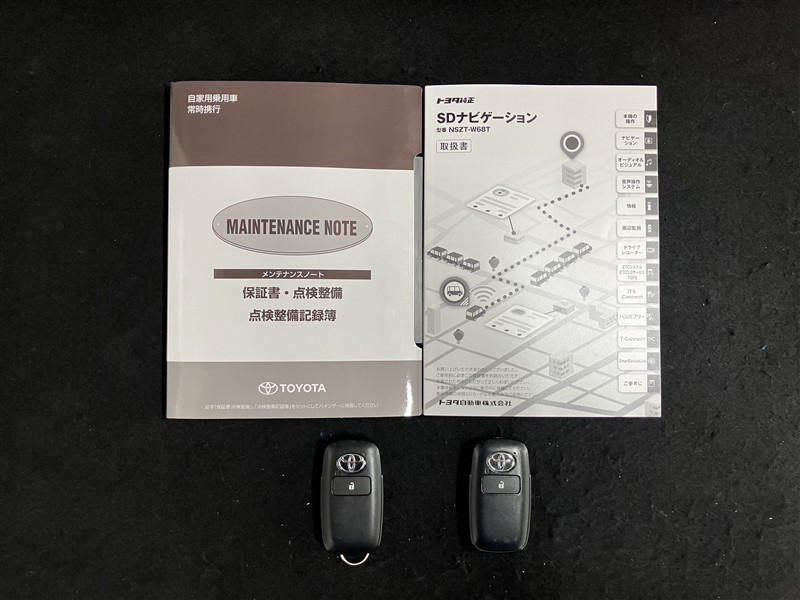 自家用乗用車
常時携行
MAINTENANCE NOTE
メンテナンスノート
保証書・点検整備
点検整備記録簿
TOYOTA
トヨタ純正
SDナビゲーション
型番 NSZT-W68T
取扱書
本機の
操作
ナビゲー
ション
オーディオ&
ビジュアル
音声操作
システム
情報
周辺監視
ドライブ
レコーダー
ITS
Connect
ハンズフリー
T-Connect
SmartDeviceLink
ご参考に
トヨタ自動車株式会社